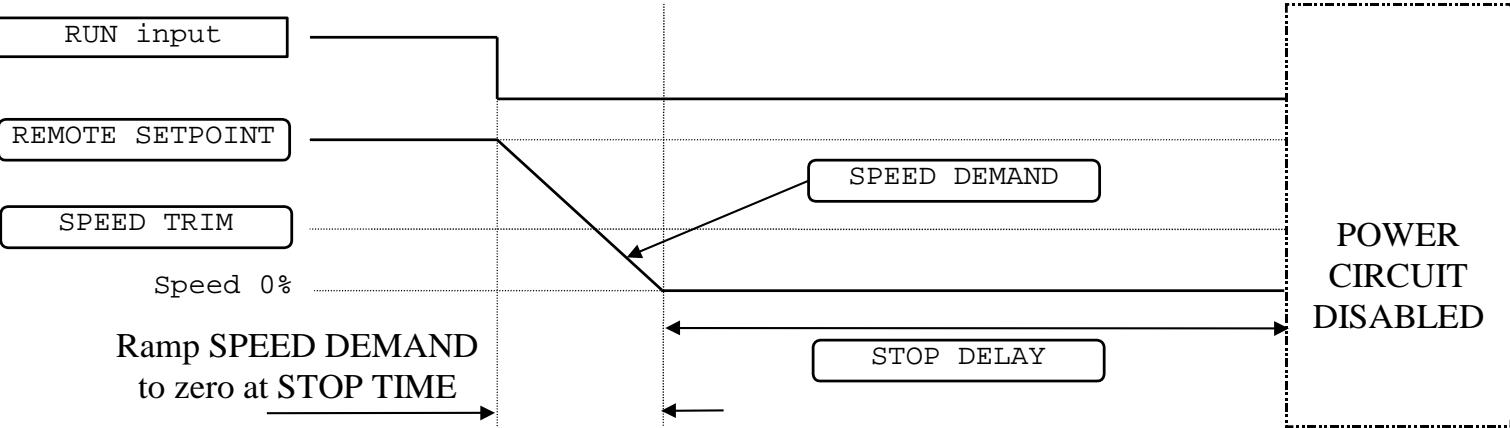 RUN input
REMOTE SETPOINT
SPEED DEMAND
SPEED TRIM
Speed 0%
POWER
CIRCUIT
DISABLED
Ramp SPEED DEMAND
to zero at STOP TIME
STOP DELAY